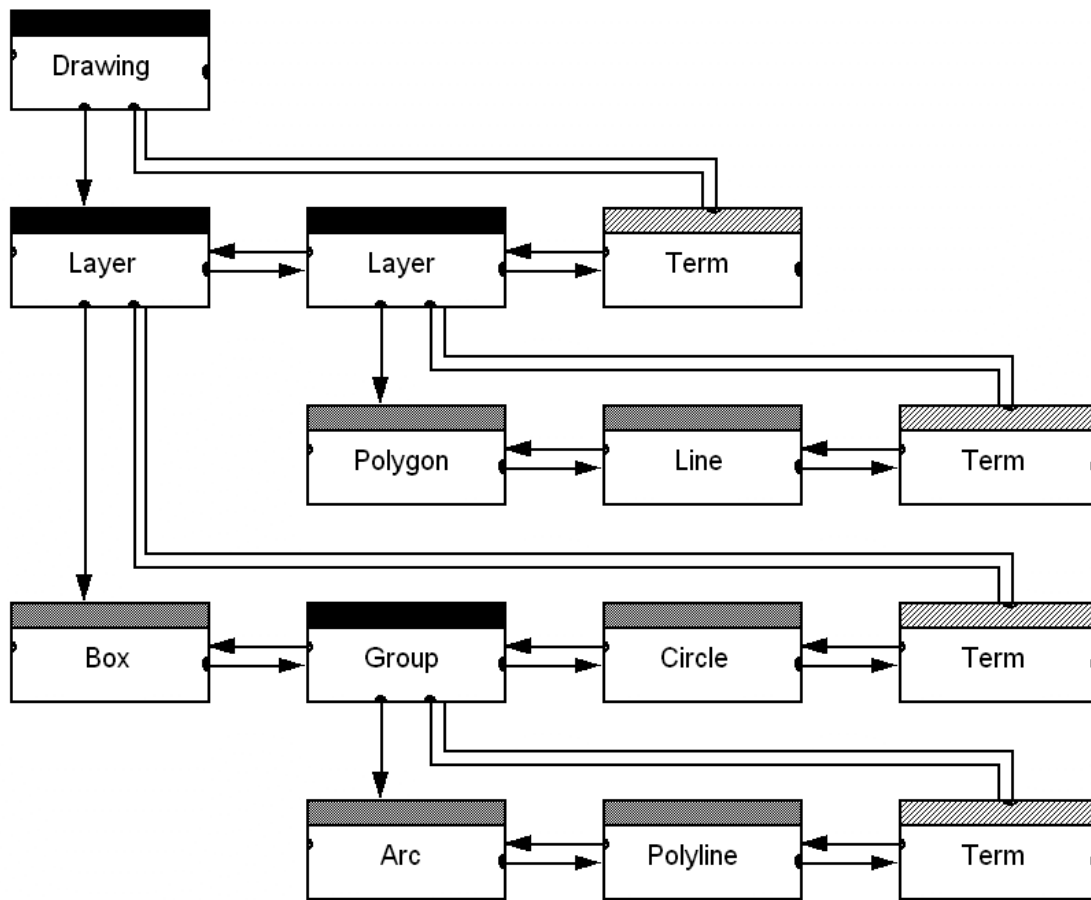 Drawing
Layer
Layer
Term
Polygon
Line
Term
Box
Group
Circle
Term
Arc
Polyline
Term